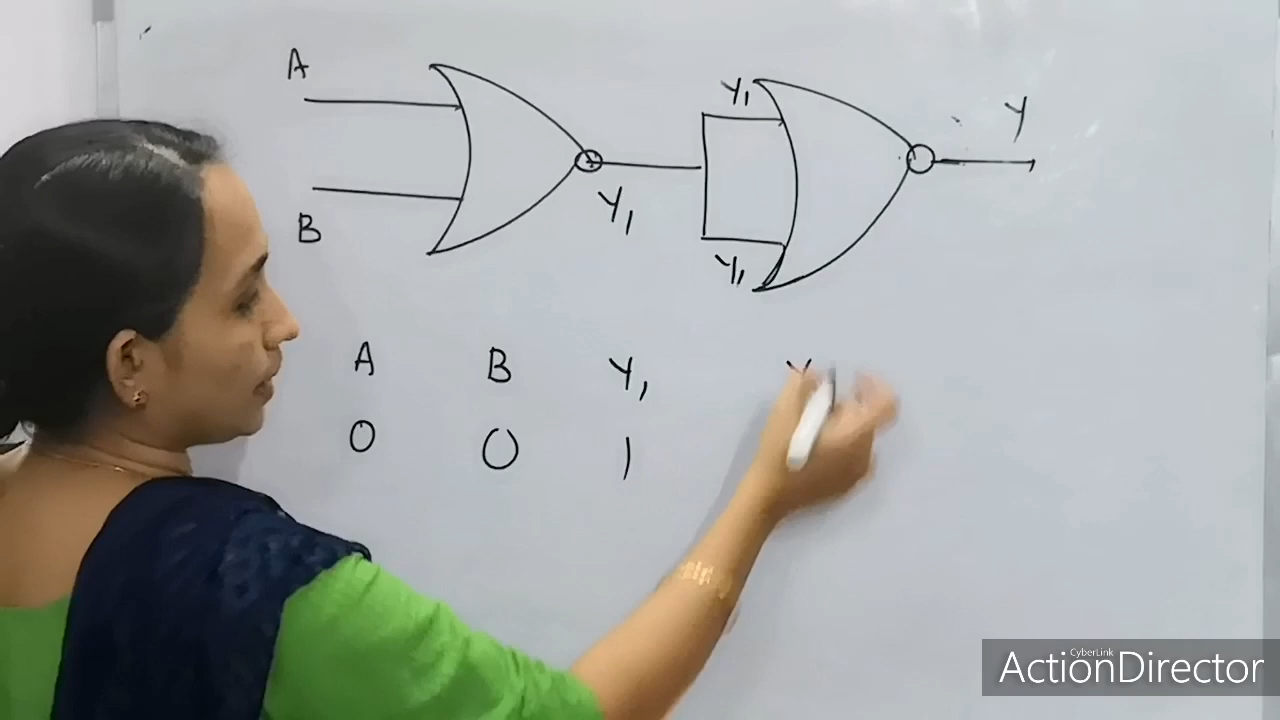 A
Y₁
Y
Y₁
B
Y₁
A B Y₁ Y
0 0 1
CyberLink
ActionDirector